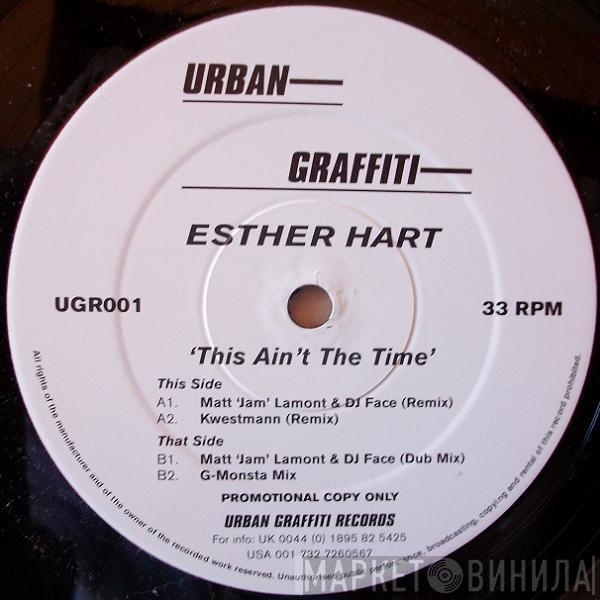 URBAN—
GRAFFITI—
ESTHER HART
UGR001
33 RPM
'This Ain't The Time'
This Side
A1. Matt 'Jam' Lamont & DJ Face (Remix)
A2. Kwestmann (Remix)
That Side
B1. Matt 'Jam' Lamont & DJ Face (Dub Mix)
B2. G-Monsta Mix
PROMOTIONAL COPY ONLY
URBAN GRAFFITI RECORDS
For info: UK 0044 (0) 1895 82 5425
USA 001 732 7260567
All rights of the manufacturer and of the owner of the recorded work reserved. Unauthorised public performance, broadcasting, copying and rental of this record prohibited.
МАРКЕТ ВИНИЛА